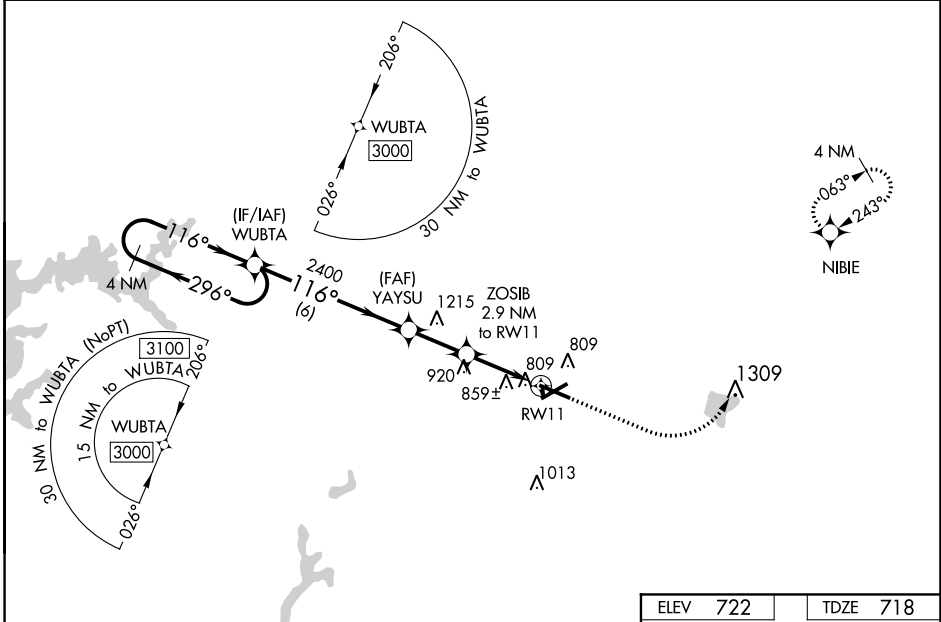 206°
WUBTA
3000
026°
30 NM to WUBTA
4 NM
063°
243°
NIBIE
(IF/IAF)
WUBTA
116°
4 NM
296°
2400
116°
(6)
(FAF)
YAYSU
1215
ZOSIB
2.9 NM
to RW11
920
859±
809
809
RW11
1309
1013
30 NM to WUBTA (NoPT)
3100
206°
15 NM to WUBTA
WUBTA
3000
026°
ELEV 722
TDZE 718